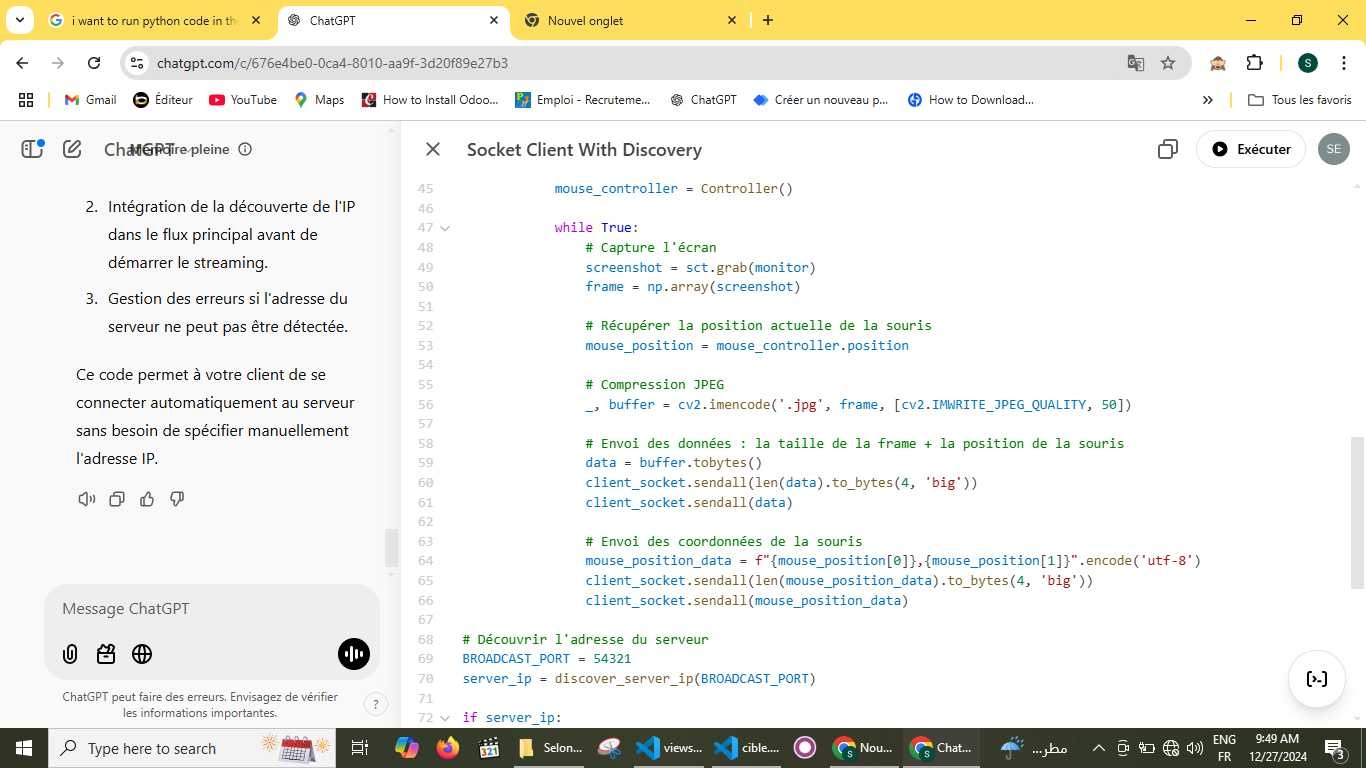 i want to run python code in th
ChatGPT
Nouvel onglet
chatgpt.com/c/676e4be0-0ca4-8010-aa9f-3d20f89e27b3
Gmail
Éditeur
YouTube
Maps
How to Install Odoo...
Emploi - Recruteme...
ChatGPT
Créer un nouveau p...
How to Download...
Tous les favoris
ChatGPT
Mémoire pleine
2. Intégration de la découverte de l'IP
dans le flux principal avant de
démarrer le streaming.
3. Gestion des erreurs si l'adresse du
serveur ne peut pas être détectée.
Ce code permet à votre client de se
connecter automatiquement au serveur
sans besoin de spécifier manuellement
l'adresse IP.
Message ChatGPT
ChatGPT peut faire des erreurs. Envisagez de vérifier
les informations importantes.
?
Socket Client With Discovery
Exécuter
SE
45 mouse_controller = Controller()
46
47 while True:
48 # Capture l'écran
49 screenshot = sct.grab(monitor)
50 frame = np.array(screenshot)
51
52 # Récupérer la position actuelle de la souris
53 mouse_position = mouse_controller.position
54
55 # Compression JPEG
56 _, buffer = cv2.imencode('.jpg', frame, [cv2.IMWRITE_JPEG_QUALITY, 50])
57
58 # Envoi des données : la taille de la frame + la position de la souris
59 data = buffer.tobytes()
60 client_socket.sendall(len(data).to_bytes(4, 'big'))
61 client_socket.sendall(data)
62
63 # Envoi des coordonnées de la souris
64 mouse_position_data = f"{mouse_position[0]},{mouse_position[1]}".encode('utf-8')
65 client_socket.sendall(len(mouse_position_data).to_bytes(4, 'big'))
66 client_socket.sendall(mouse_position_data)
67
68 # Découvrir l'adresse du serveur
69 BROADCAST_PORT = 54321
70 server_ip = discover_server_ip(BROADCAST_PORT)
71
72 if server_ip:
Type here to search
321
Selon...
views...
cible....
Nou...
Chat...
مطر...
ENG
FR
9:49 AM
12/27/2024
3